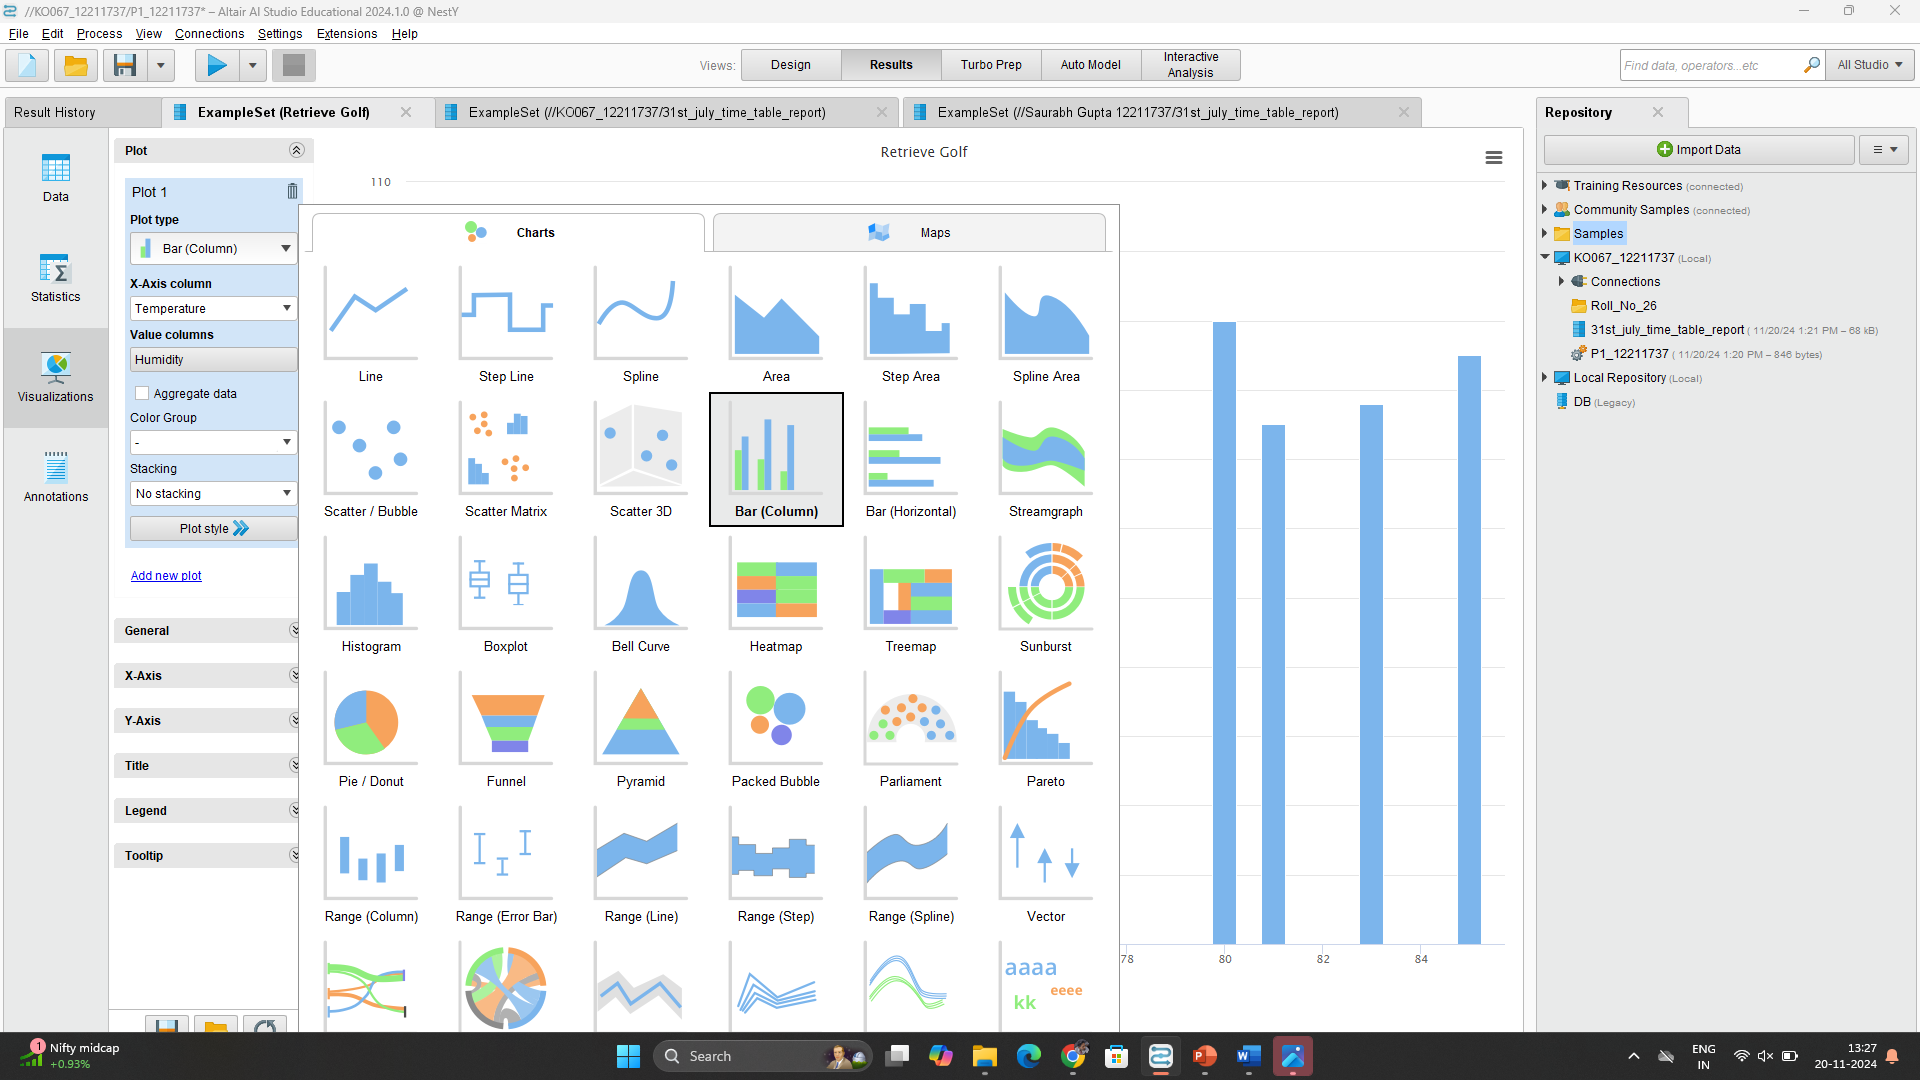 //KO067_12211737/P1_12211737* – Altair AI Studio Educational 2024.1.0 @ NestY
File Edit Process View Connections Settings Extensions Help
Views: Design Results Turbo Prep Auto Model Interactive Analysis
Find data, operators...etc All Studio
Result History ExampleSet (Retrieve Golf) ExampleSet (//KO067_12211737/31st_july_time_table_report) ExampleSet (//Saurabh Gupta 12211737/31st_july_time_table_report)
Data
Statistics
Visualizations
Annotations
Plot
Plot 1
Plot type
Bar (Column)
X-Axis column
Temperature
Value columns
Humidity
Aggregate data
Color Group
-
Stacking
No stacking
Plot style
Add new plot
General
X-Axis
Y-Axis
Title
Legend
Tooltip
Retrieve Golf
110
Charts Maps
Line Step Line Spline Area Step Area Spline Area
Scatter / Bubble Scatter Matrix Scatter 3D Bar (Column) Bar (Horizontal) Streamgraph
Histogram Boxplot Bell Curve Heatmap Treemap Sunburst
Pie / Donut Funnel Pyramid Packed Bubble Parliament Pareto
Range (Column) Range (Error Bar) Range (Line) Range (Step) Range (Spline) Vector
aaaa
eeee
kk
78 80 82 84
Repository
Import Data
Training Resources (connected)
Community Samples (connected)
Samples
KO067_12211737 (Local)
Connections
Roll_No_26
31st_july_time_table_report ( 11/20/24 1:21 PM – 68 kB)
P1_12211737 ( 11/20/24 1:20 PM – 846 bytes)
Local Repository (Local)
DB (Legacy)
1
Nifty midcap
+0.93%
Search
ENG
IN
13:27
20-11-2024